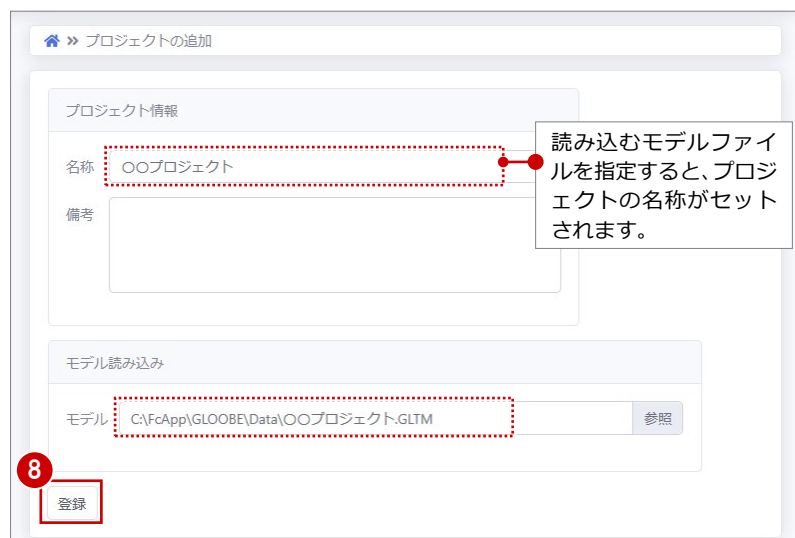 » プロジェクトの追加
プロジェクト情報
名称 〇〇プロジェクト
読み込むモデルファイ
ルを指定すると、プロジ
ェクトの名称がセット
されます。
備考
モデル読み込み
モデル C:\FcApp\GLOOBE\Data\〇〇プロジェクト.GLTM 参照
8
登録